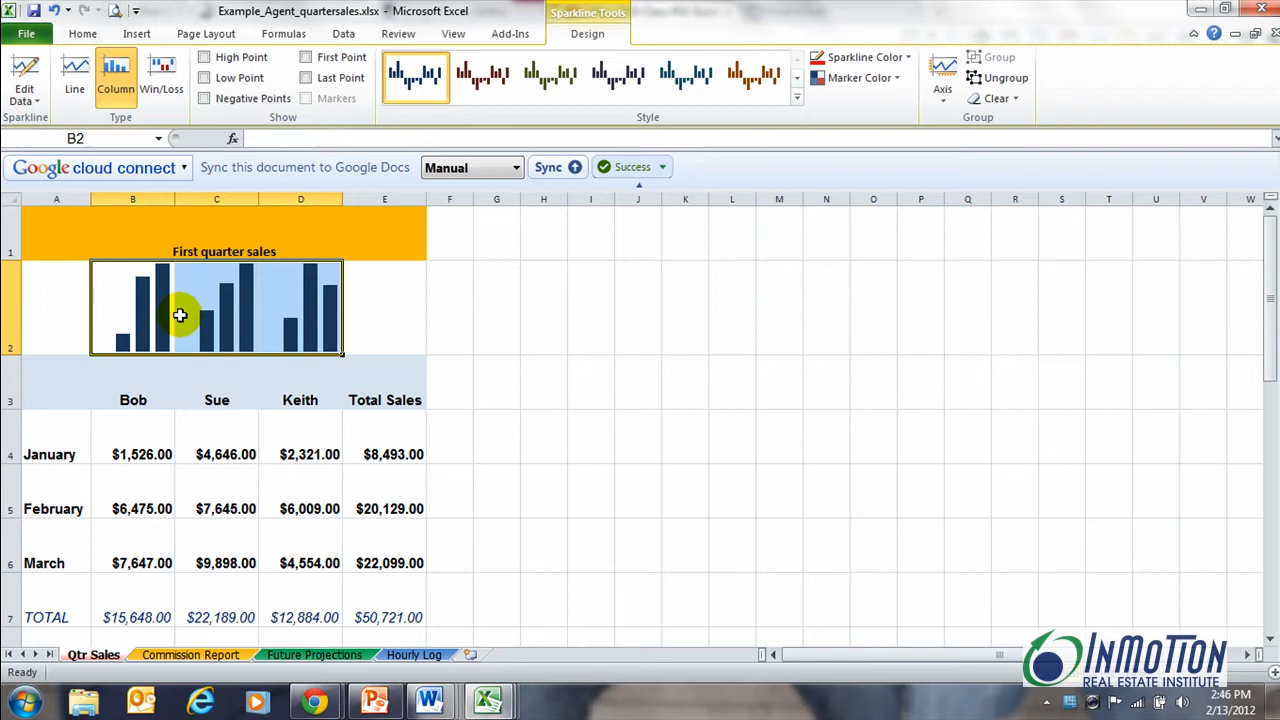 Example_Agent_quartersales.xlsx - Microsoft Excel
Sparkline Tools
File Home Insert Page Layout Formulas Data Review View Add-Ins Design
Edit Data
Line
Column
Win/Loss
High Point
Low Point
Negative Points
First Point
Last Point
Markers
Sparkline Color
Marker Color
Axis
Group
Ungroup
Clear
Sparkline Type Show Style Group
B2 fx
Google cloud connect Sync this document to Google Docs Manual Sync Success
A B C D E F G H I J K L M N O P Q R S T U V W
1 First quarter sales
2
3 Bob Sue Keith Total Sales
4 January $1,526.00 $4,646.00 $2,321.00 $8,493.00
5 February $6,475.00 $7,645.00 $6,009.00 $20,129.00
6 March $7,647.00 $9,898.00 $4,554.00 $22,099.00
7 TOTAL $15,648.00 $22,189.00 $12,884.00 $50,721.00
Qtr Sales Commission Report Future Projections Hourly Log
Ready
INMOTION
REAL ESTATE INSTITUTE
2:46 PM
2/13/2012